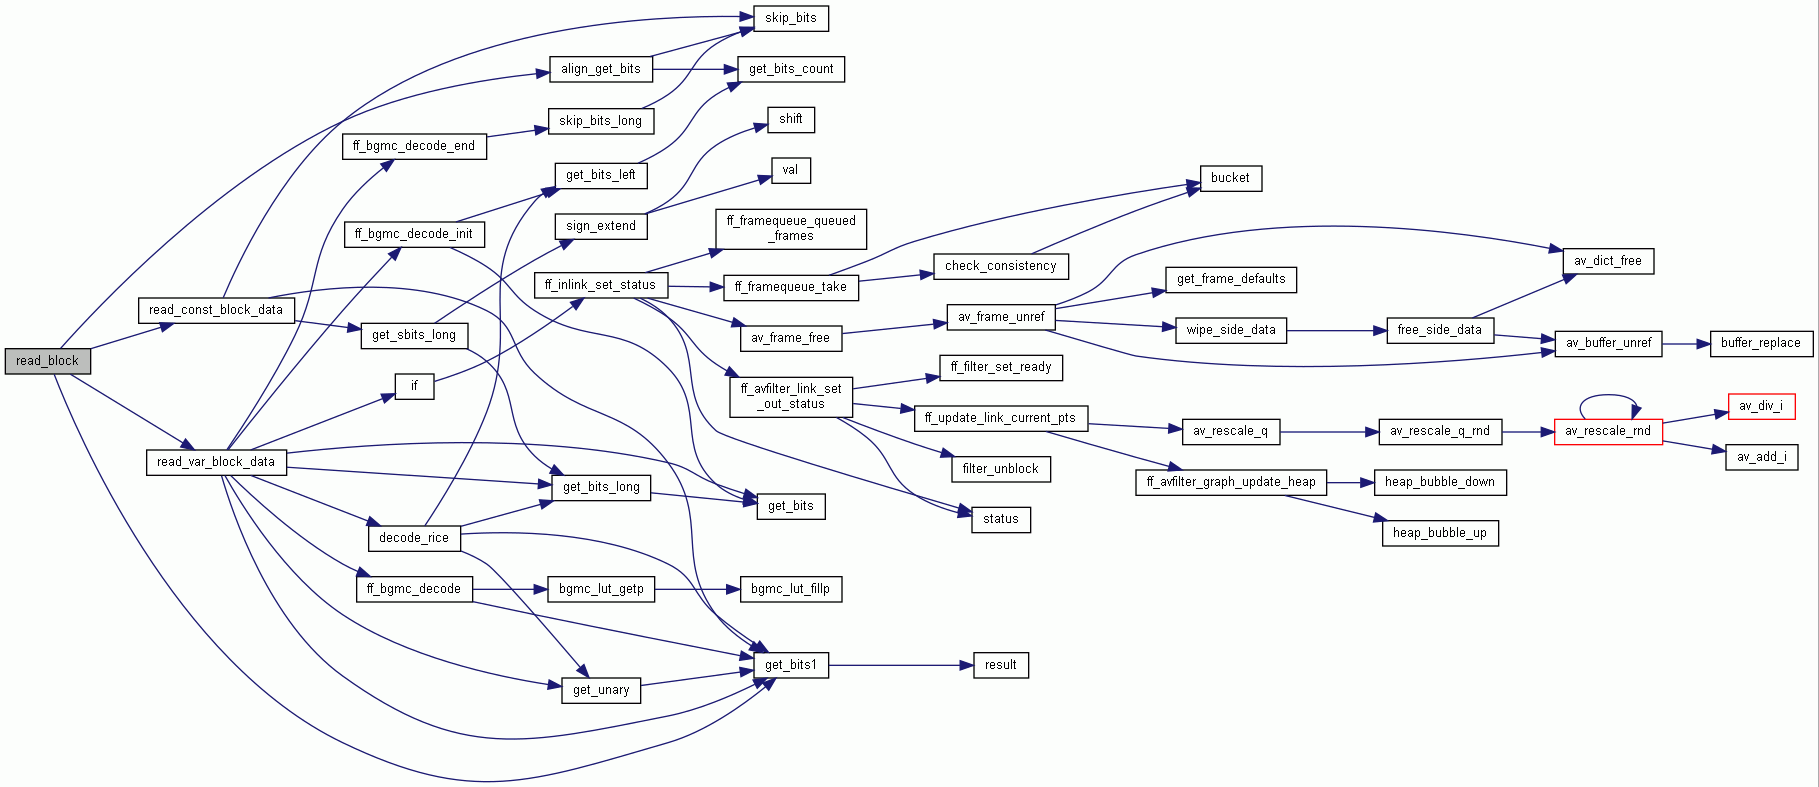 skip_bits
align_get_bits
get_bits_count
skip_bits_long
shift
ff_bgmc_decode_end
get_bits_left
val
bucket
sign_extend
ff_framequeue_queued
_frames
ff_bgmc_decode_init
check_consistency
av_dict_free
get_frame_defaults
ff_inlink_set_status
ff_framequeue_take
read_const_block_data
av_frame_unref
wipe_side_data
free_side_data
get_sbits_long
av_frame_free
av_buffer_unref
buffer_replace
read_block
ff_filter_set_ready
if
ff_avfilter_link_set
_out_status
av_div_i
ff_update_link_current_pts
av_rescale_q
av_rescale_q_rnd
av_rescale_rnd
av_add_i
read_var_block_data
filter_unblock
ff_avfilter_graph_update_heap
heap_bubble_down
get_bits_long
get_bits
status
heap_bubble_up
decode_rice
ff_bgmc_decode
bgmc_lut_getp
bgmc_lut_fillp
get_bits1
result
get_unary